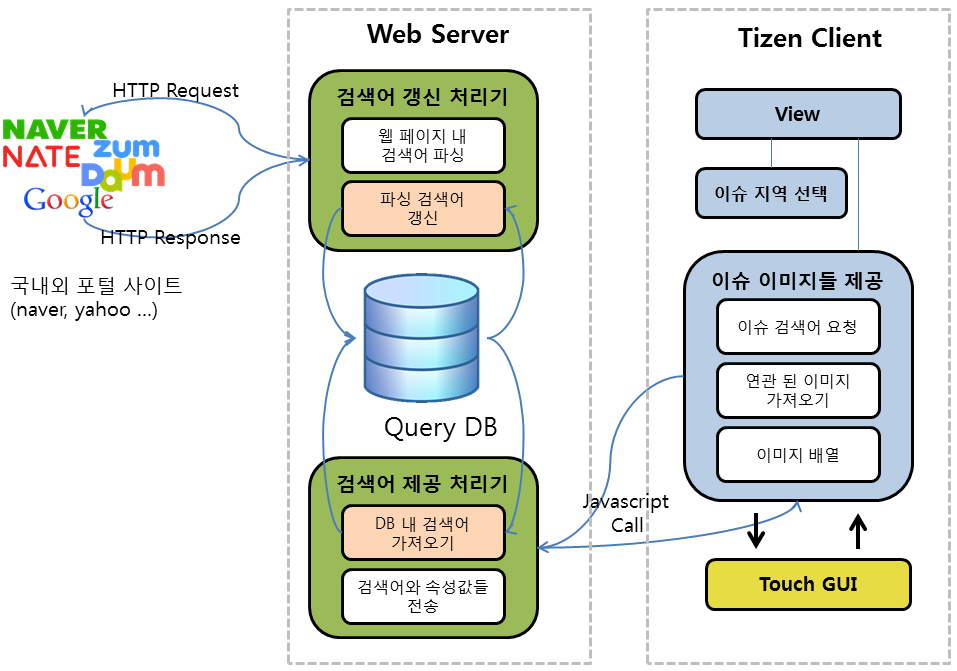 Web Server
Tizen Client
HTTP Request
NAVER
NATE
zum
Daum
Google
HTTP Response
국내외 포털 사이트
(naver, yahoo ...)
검색어 갱신 처리기
웹 페이지 내
검색어 파싱
파싱 검색어
갱신
Query DB
검색어 제공 처리기
DB 내 검색어
가져오기
검색어와 속성값들
전송
Javascript
Call
View
이슈 지역 선택
이슈 이미지들 제공
이슈 검색어 요청
연관 된 이미지
가져오기
이미지 배열
Touch GUI